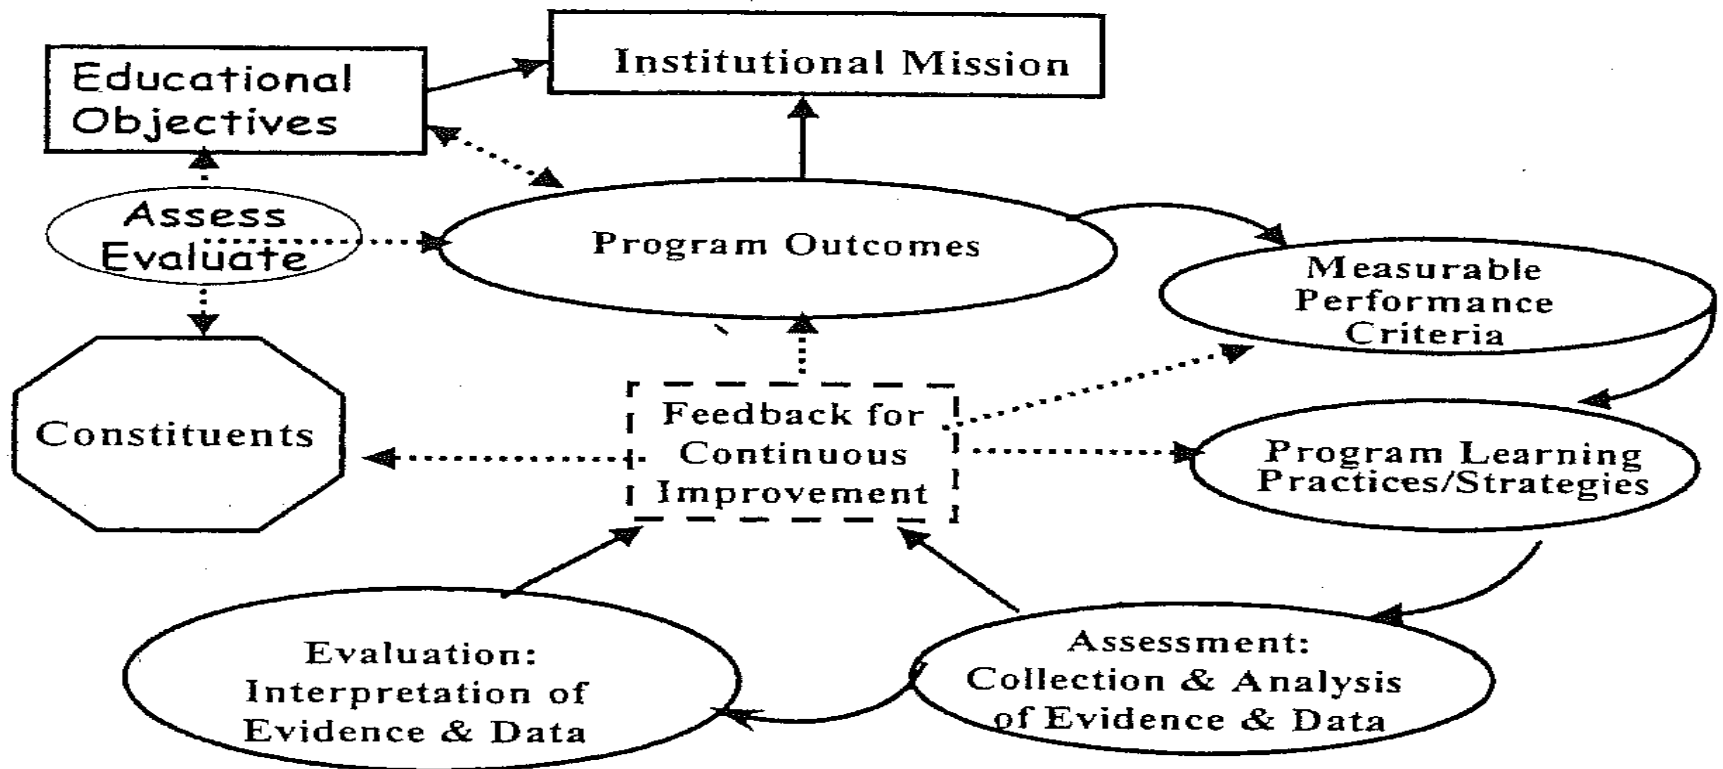 Institutional Mission
Educational
Objectives
Assess
Evaluate
Program Outcomes
Measurable
Performance
Criteria
Constituents
Feedback for
Continuous
Improvement
Program Learning
Practices/Strategies
Evaluation:
Interpretation of
Evidence & Data
Assessment:
Collection & Analysis
of Evidence & Data